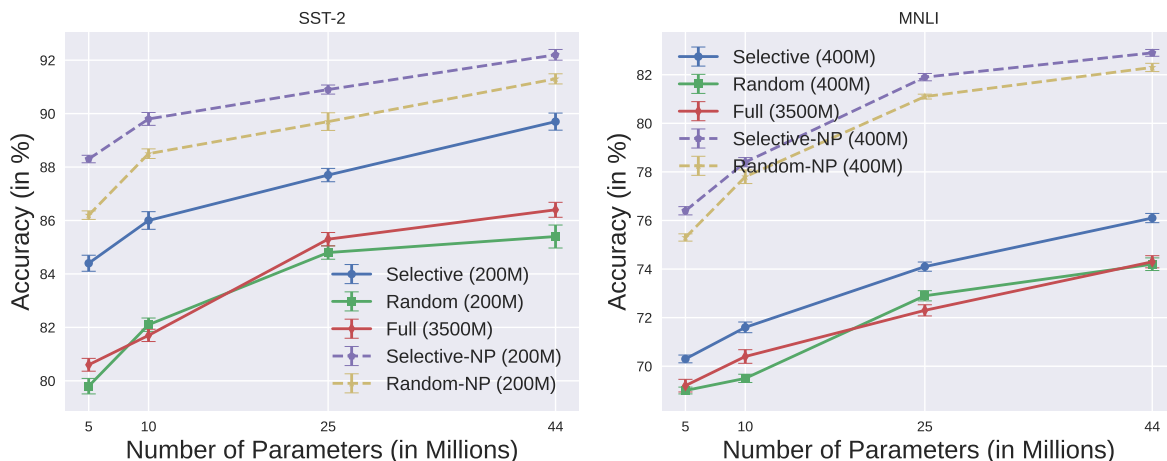 SST-2
Accuracy (in %)
92
90
88
86
84
82
80
Selective (200M)
Random (200M)
Full (3500M)
Selective-NP (200M)
Random-NP (200M)
5 10 25 44
Number of Parameters (in Millions)
MNLI
Accuracy (in %)
82
80
78
76
74
72
70
Selective (400M)
Random (400M)
Full (3500M)
Selective-NP (400M)
Random-NP (400M)
5 10 25 44
Number of Parameters (in Millions)